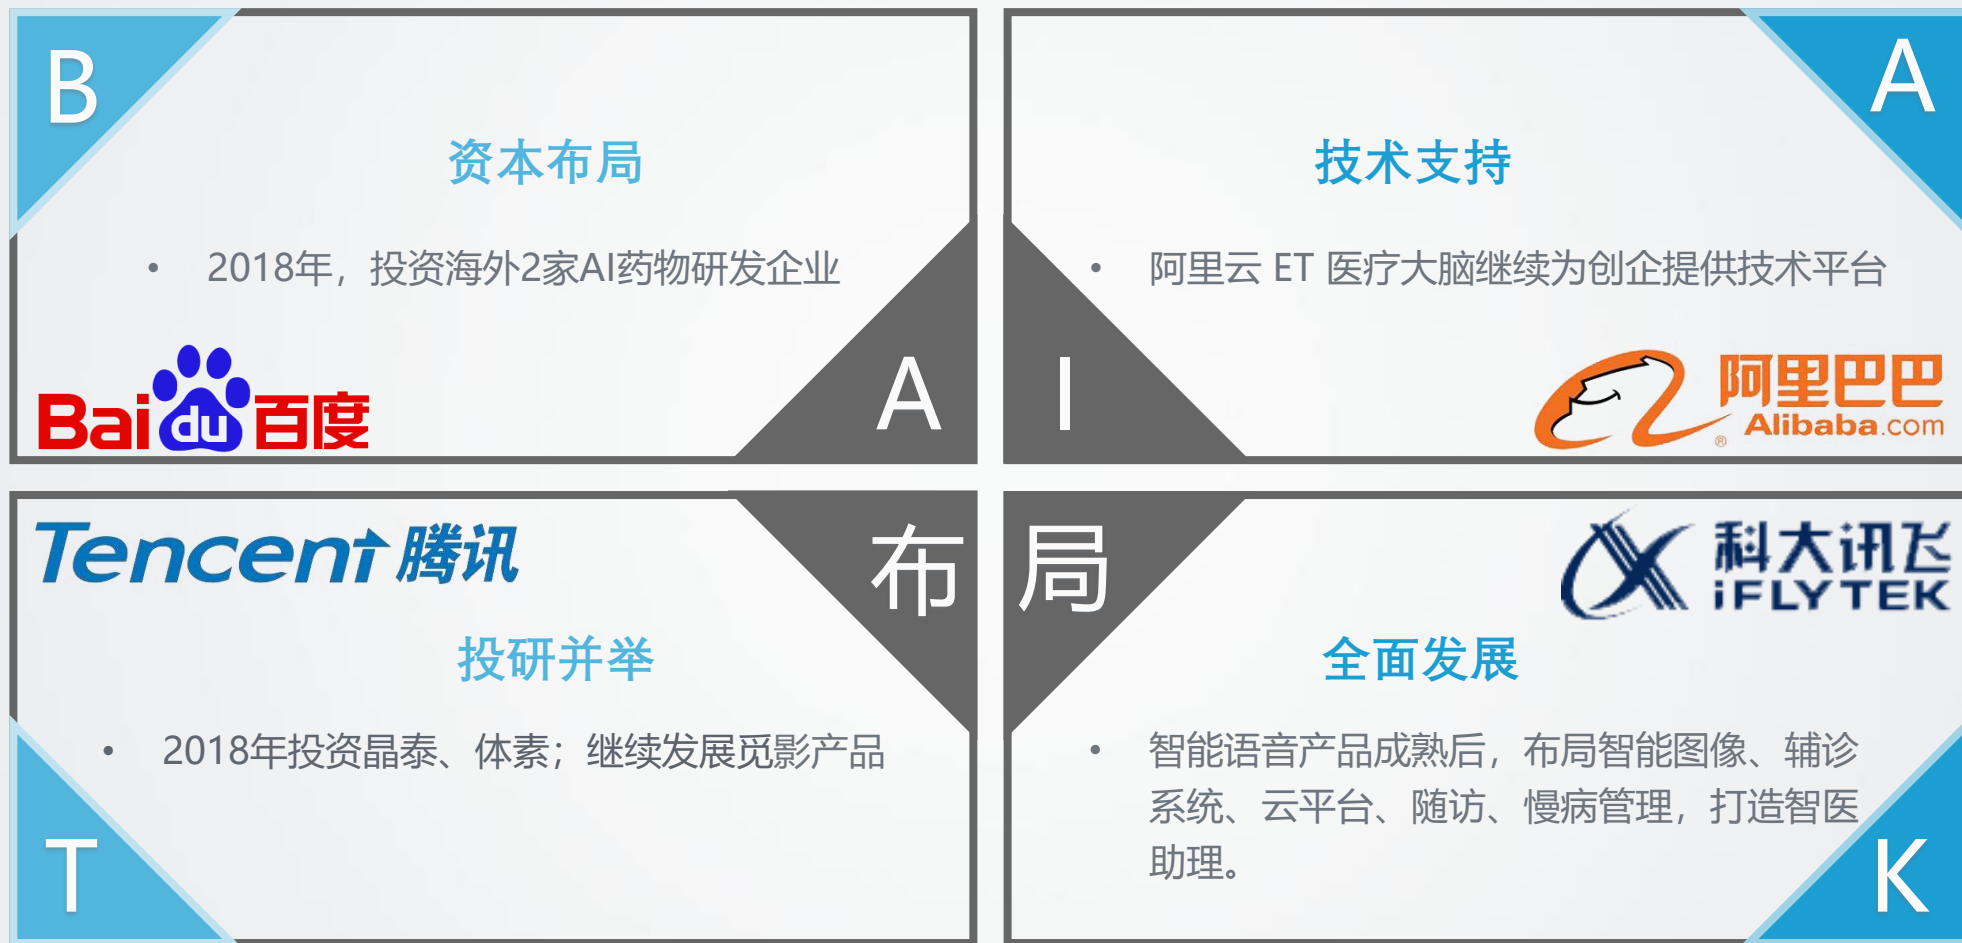 B
资本布局
• 2018年，投资海外2家AI药物研发企业
Bai du 百度
A
A
技术支持
• 阿里云 ET 医疗大脑继续为创企提供技术平台
阿里巴巴
® Alibaba.com
I
Tencent 腾讯
布
投研并举
• 2018年投资晶泰、体素；继续发展觅影产品
T
局
科大讯飞
iFLYTEK
全面发展
• 智能语音产品成熟后，布局智能图像、辅诊
系统、云平台、随访、慢病管理，打造智医
助理。
K